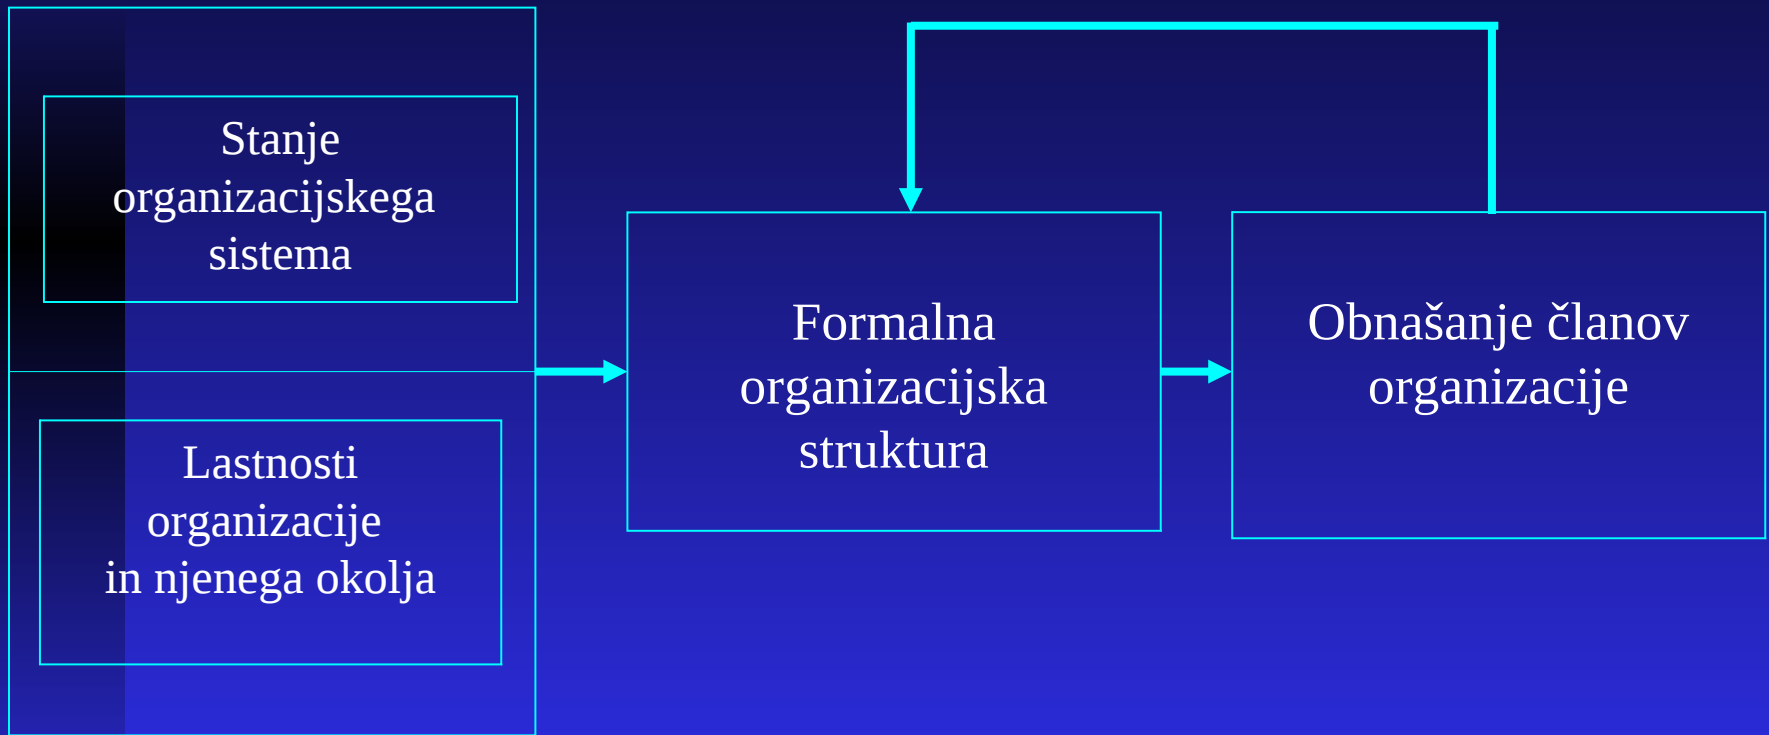 Stanje
organizacijskega
sistema
Lastnosti
organizacije
in njenega okolja
Formalna
organizacijska
struktura
Obnašanje članov
organizacije